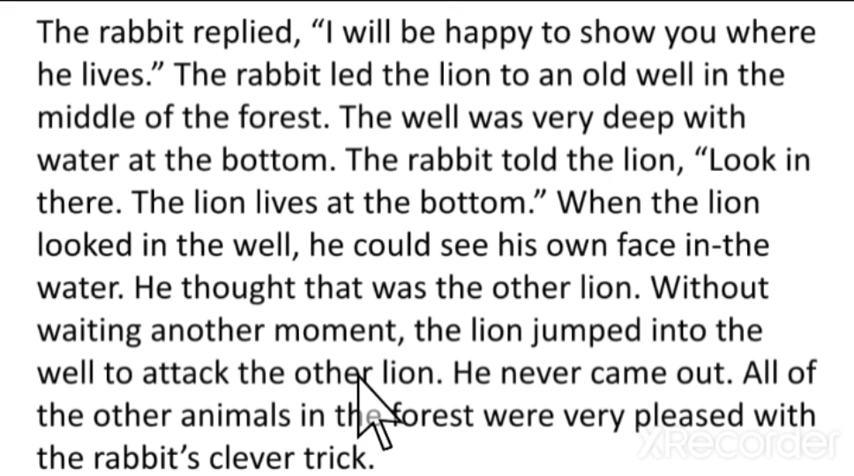 The rabbit replied, “I will be happy to show you where
he lives.” The rabbit led the lion to an old well in the
middle of the forest. The well was very deep with
water at the bottom. The rabbit told the lion, “Look in
there. The lion lives at the bottom.” When the lion
looked in the well, he could see his own face in-the
water. He thought that was the other lion. Without
waiting another moment, the lion jumped into the
well to attack the other lion. He never came out. All of
the other animals in the forest were very pleased with
the rabbit’s clever trick.
XRecorder